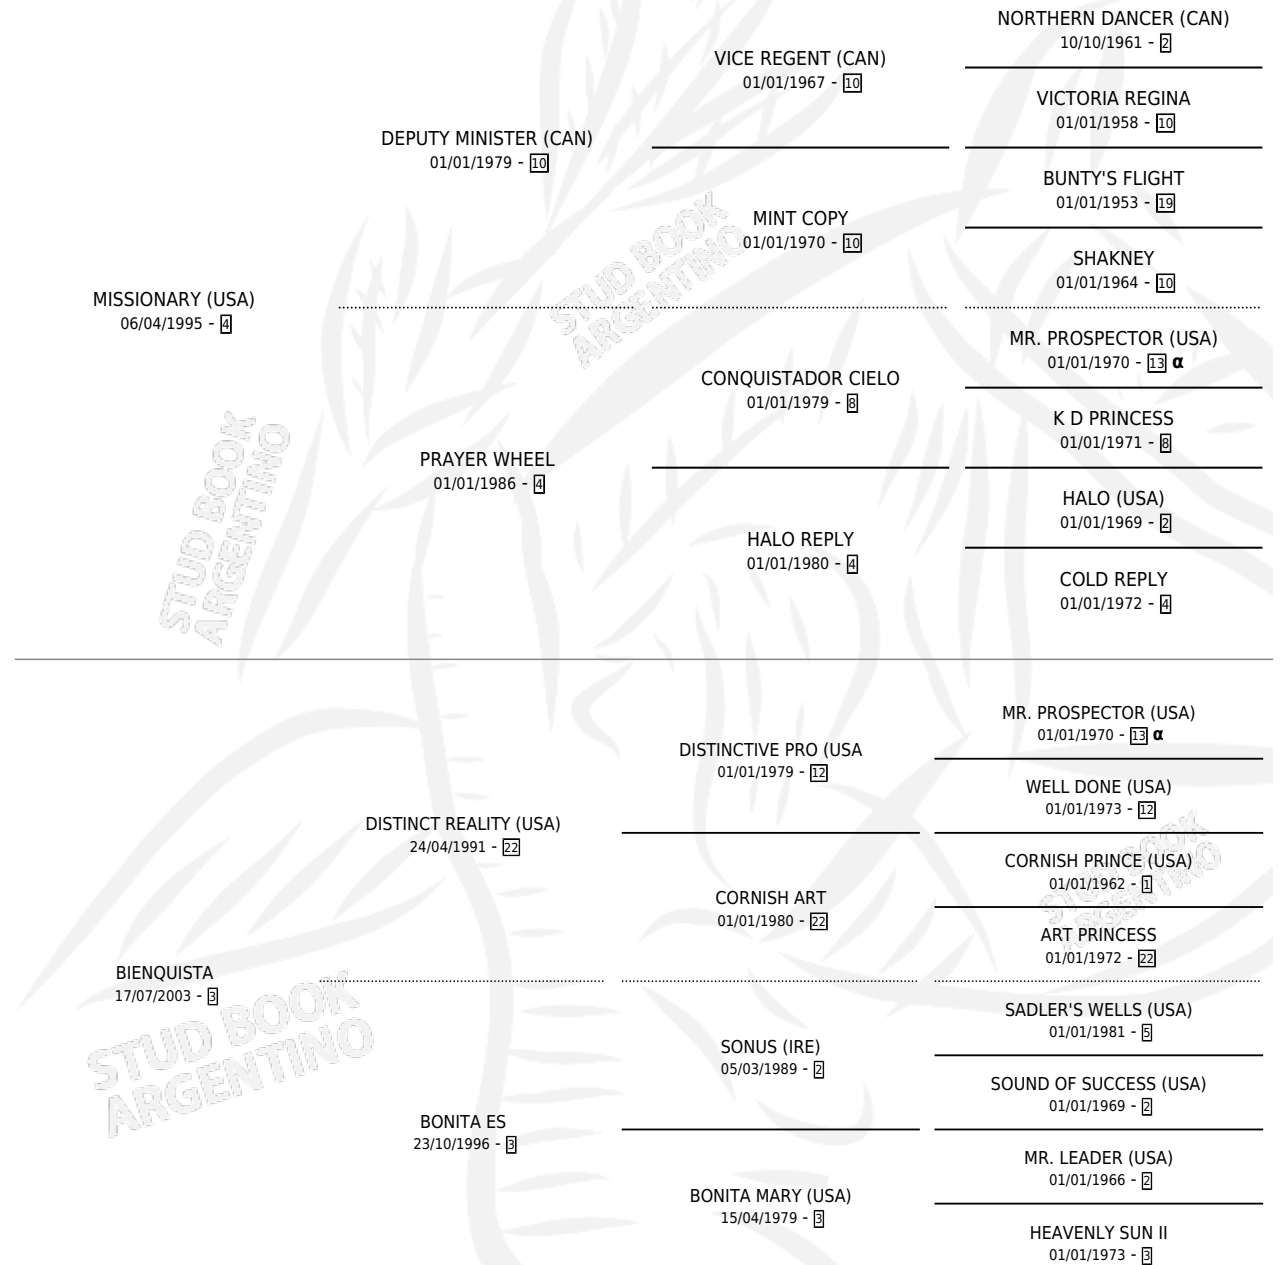 NORTHERN DANCER (CAN)
10/10/1961 - 2
VICE REGENT (CAN)
01/01/1967 - 10
VICTORIA REGINA
01/01/1958 - 10
DEPUTY MINISTER (CAN)
01/01/1979 - 10
BUNTY'S FLIGHT
01/01/1953 - 19
MINT COPY
01/01/1970 - 10
SHAKNEY
01/01/1964 - 10
MISSIONARY (USA)
06/04/1995 - 4
MR. PROSPECTOR (USA)
01/01/1970 - 13 α
CONQUISTADOR CIELO
01/01/1979 - 8
K D PRINCESS
01/01/1971 - 8
PRAYER WHEEL
01/01/1986 - 4
HALO (USA)
01/01/1969 - 2
HALO REPLY
01/01/1980 - 4
COLD REPLY
01/01/1972 - 4
MR. PROSPECTOR (USA)
01/01/1970 - 13 α
DISTINCTIVE PRO (USA
01/01/1979 - 12
WELL DONE (USA)
01/01/1973 - 12
DISTINCT REALITY (USA)
24/04/1991 - 22
CORNISH PRINCE (USA)
01/01/1962 - 1
CORNISH ART
01/01/1980 - 22
ART PRINCESS
01/01/1972 - 22
BIENQUISTA
17/07/2003 - 3
SADLER'S WELLS (USA)
01/01/1981 - 5
SONUS (IRE)
05/03/1989 - 2
SOUND OF SUCCESS (USA)
01/01/1969 - 2
BONITA ES
23/10/1996 - 3
MR. LEADER (USA)
01/01/1966 - 2
BONITA MARY (USA)
15/04/1979 - 3
HEAVENLY SUN II
01/01/1973 - 3
STUD BOOK
ARGENTINO
STUD BOOK
ARGENTINO
STUD BOOK
ARGENTINO
STUD BOOK
ARGENTINO